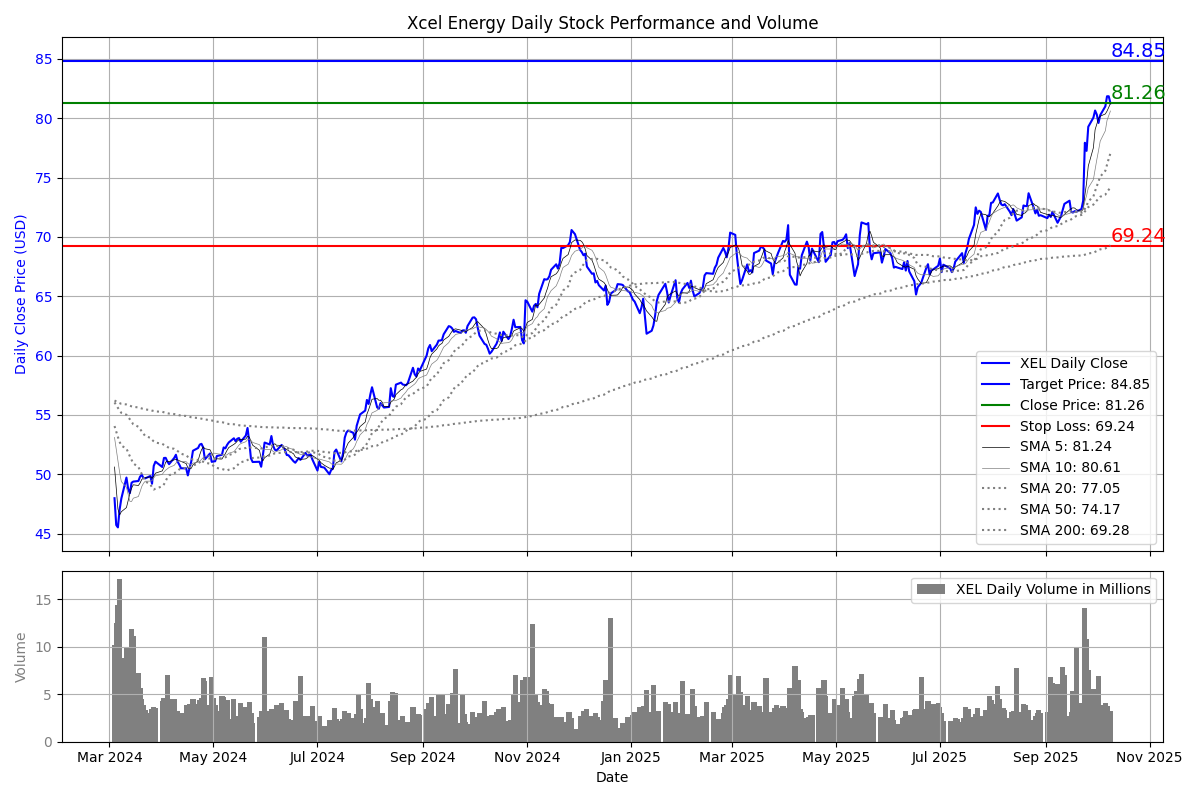 Xcel Energy Daily Stock Performance and Volume
84.85
81.26
69.24
85
80
75
70
65
60
55
50
45
Daily Close Price (USD)
XEL Daily Close
Target Price: 84.85
Close Price: 81.26
Stop Loss: 69.24
SMA 5: 81.24
SMA 10: 80.61
SMA 20: 77.05
SMA 50: 74.17
SMA 200: 69.28
XEL Daily Volume in Millions
15
10
5
0
Volume
Mar 2024 May 2024 Jul 2024 Sep 2024 Nov 2024 Jan 2025 Mar 2025 May 2025 Jul 2025 Sep 2025 Nov 2025
Date